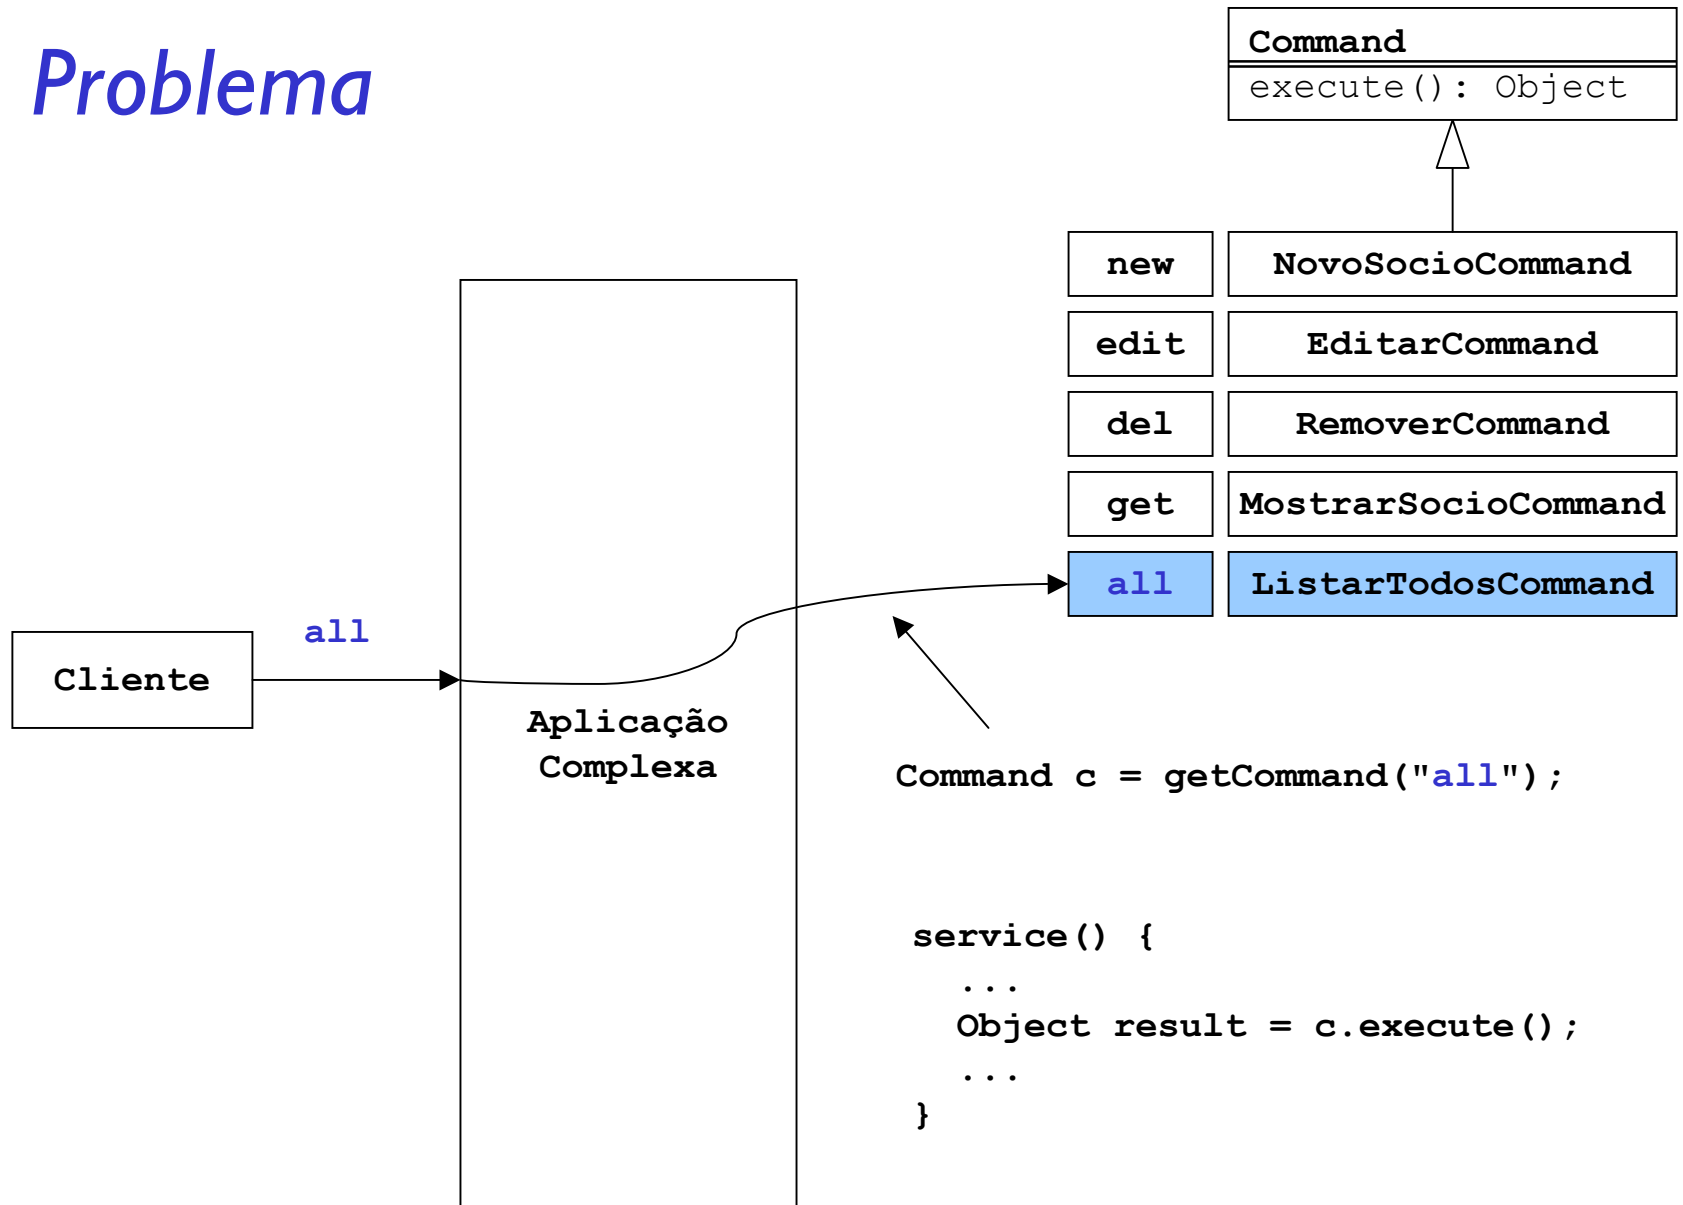 Problema
Command
execute(): Object
new NovoSocioCommand
edit EditarCommand
del RemoverCommand
get MostrarSocioCommand
all ListarTodosCommand
all
Cliente
Aplicação
Complexa
Command c = getCommand("all");
service() {
...
Object result = c.execute();
...
}